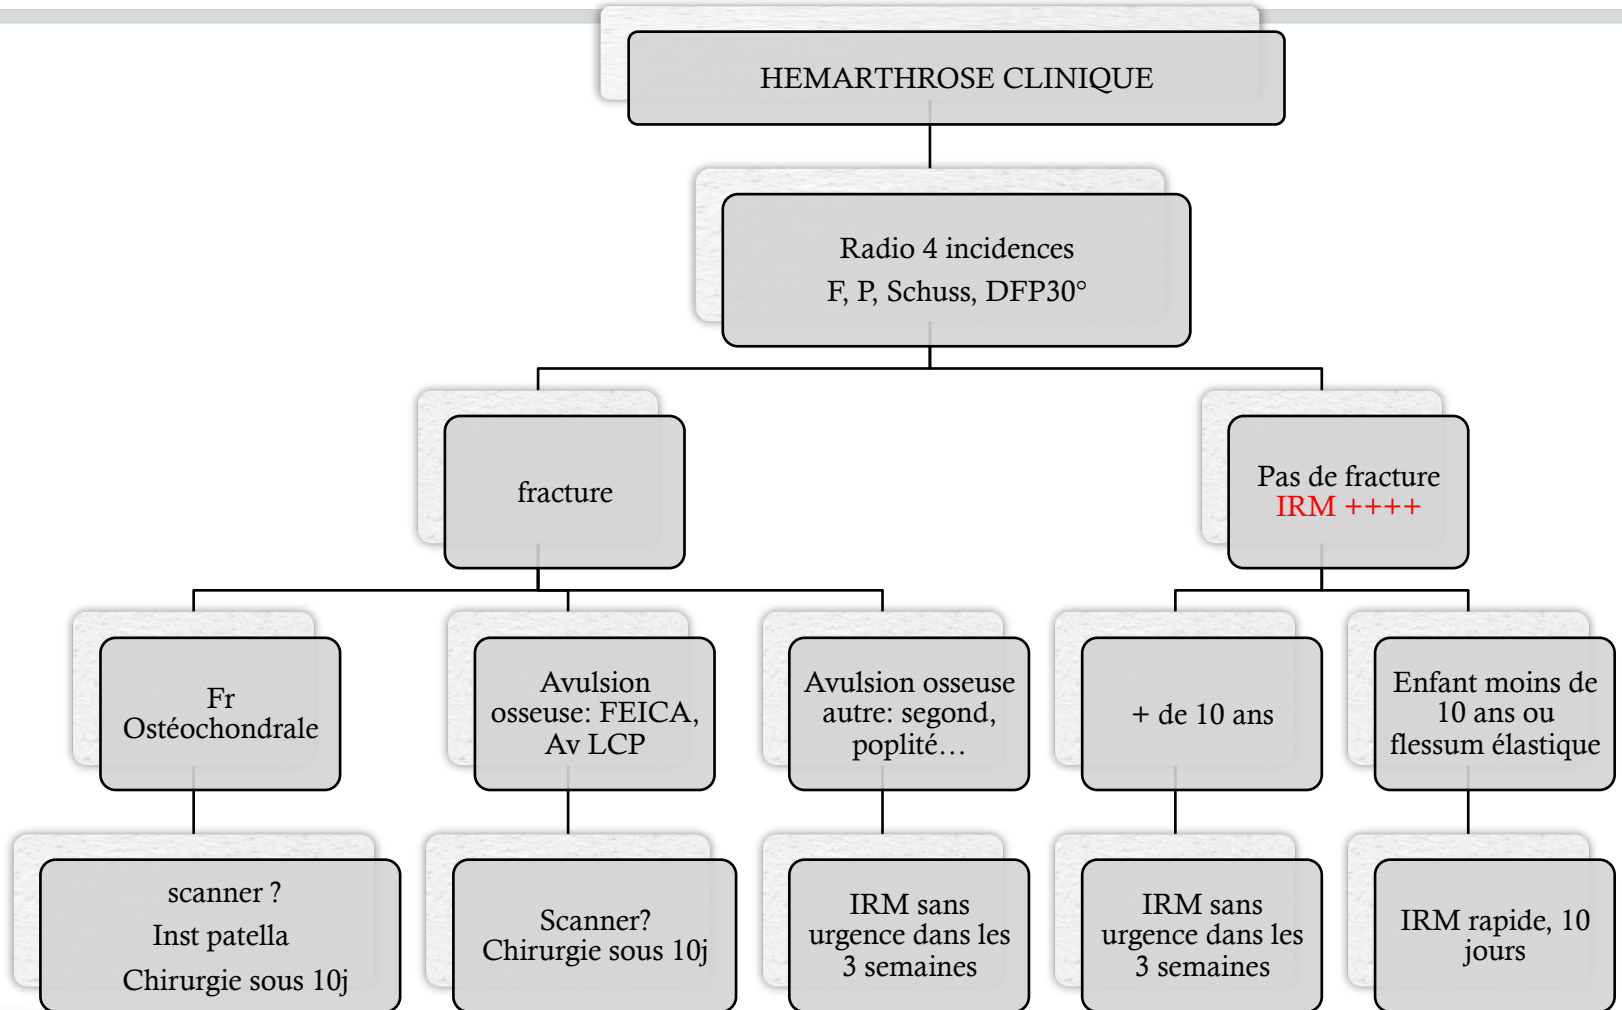 HEMARTHROSE CLINIQUE
Radio 4 incidences
F, P, Schuss, DFP30°
fracture
Pas de fracture
IRM ++++
Fr
Ostéochondrale
Avulsion
osseuse: FEICA,
Av LCP
Avulsion osseuse
autre: segond,
poplité…
+ de 10 ans
Enfant moins de
10 ans ou
flessum élastique
scanner ?
Inst patella
Chirurgie sous 10j
Scanner?
Chirurgie sous 10j
IRM sans
urgence dans les
3 semaines
IRM sans
urgence dans les
3 semaines
IRM rapide, 10
jours